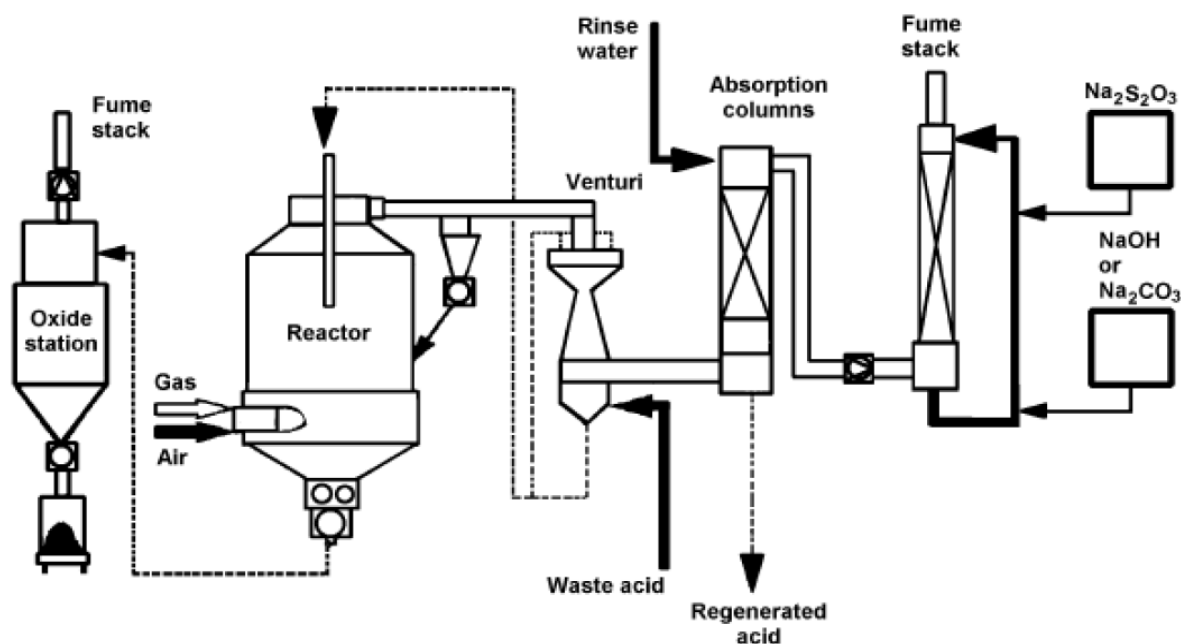 Rinse
water
Fume
stack
Absorption
columns
Na₂S₂O₃
Fume
stack
Venturi
NaOH
or
Na₂CO₃
Oxide
station
Reactor
Gas
Air
Waste acid
Regenerated
acid